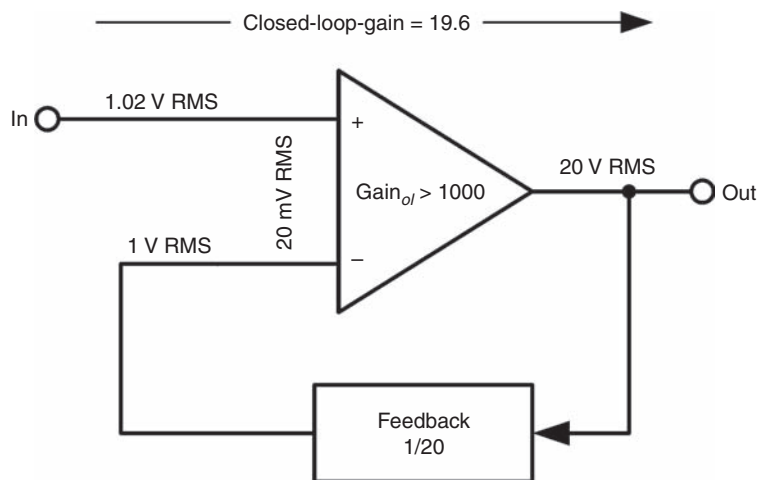 Closed-loop-gain = 19.6
1.02 V RMS
In
+
20 mV RMS
Gain_ol > 1000
20 V RMS
Out
1 V RMS
–
Feedback
1/20